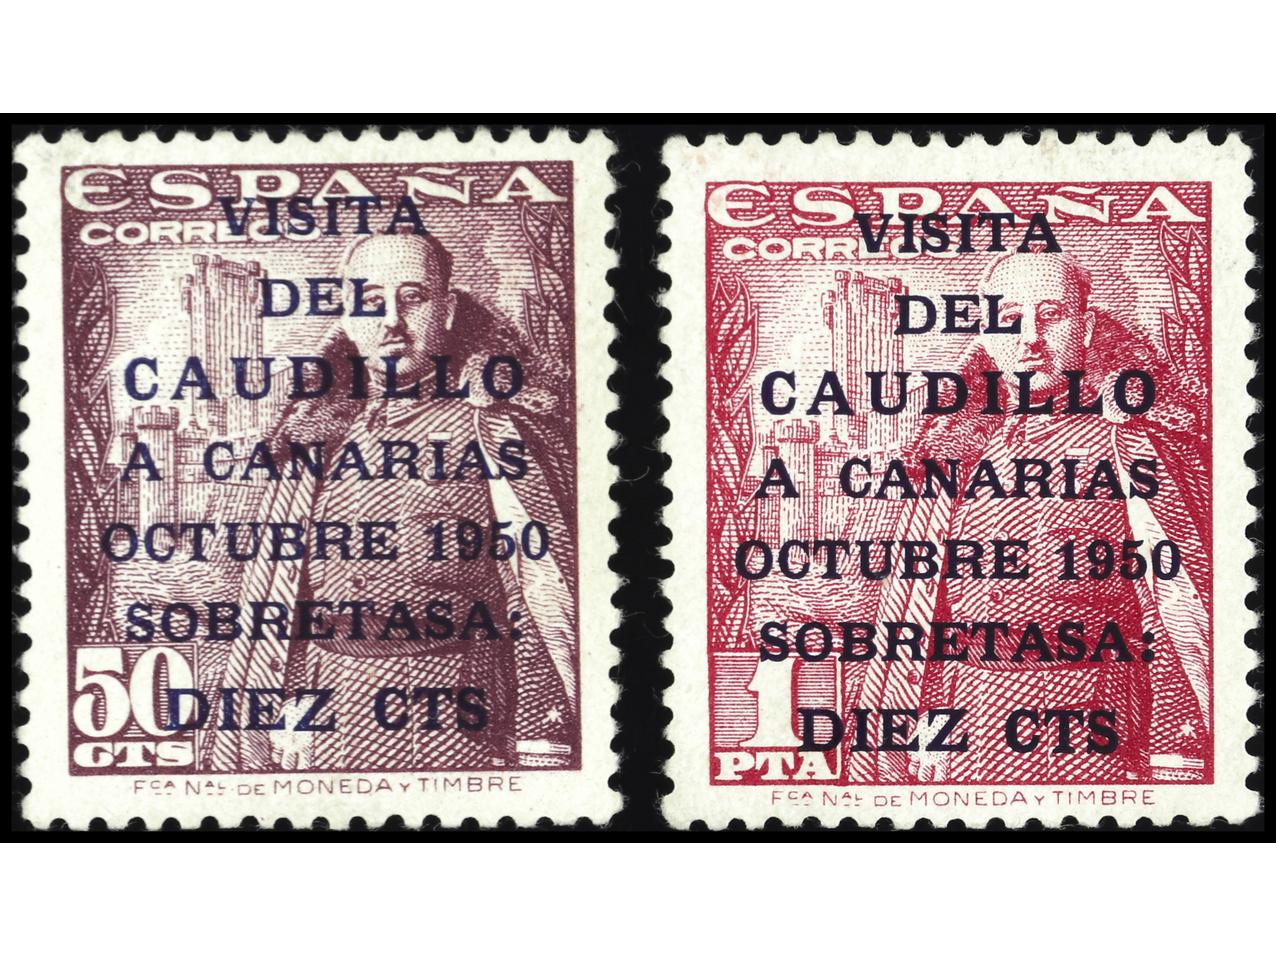 ESPAÑA
CORREOS
VISITA
DEL
CAUDILLO
A CANARIAS
OCTUBRE 1950
SOBRETASA:
DIEZ CTS
50
CTS
FCA NAL DE MONEDA Y TIMBRE
ESPAÑA
CORREOS
VISITA
DEL
CAUDILLO
A CANARIAS
OCTUBRE 1950
SOBRETASA:
DIEZ CTS
1
PTA
FCA NAL DE MONEDA Y TIMBRE